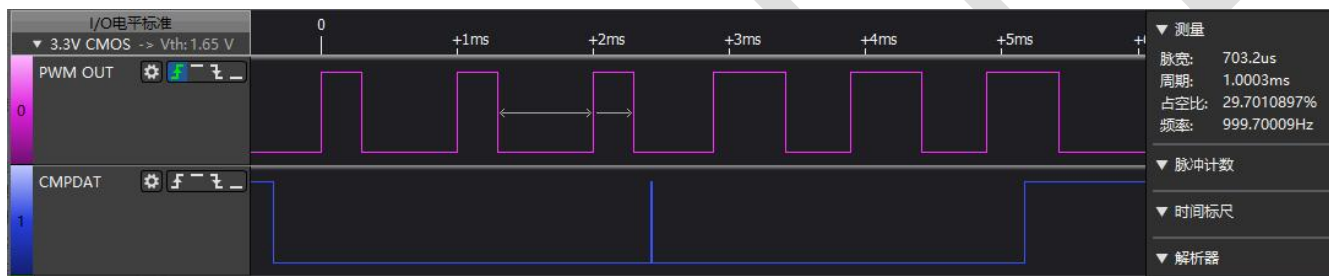 I/O电平标准
▼ 3.3V CMOS -> Vth:1.65 V
0
+1ms
+2ms
+3ms
+4ms
+5ms
PWM OUT
0
CMPDAT
1
▼ 测量
脉宽: 703.2us
周期: 1.0003ms
占空比: 29.7010897%
频率: 999.70009Hz
▼ 脉冲计数
▼ 时间标尺
▼ 解析器